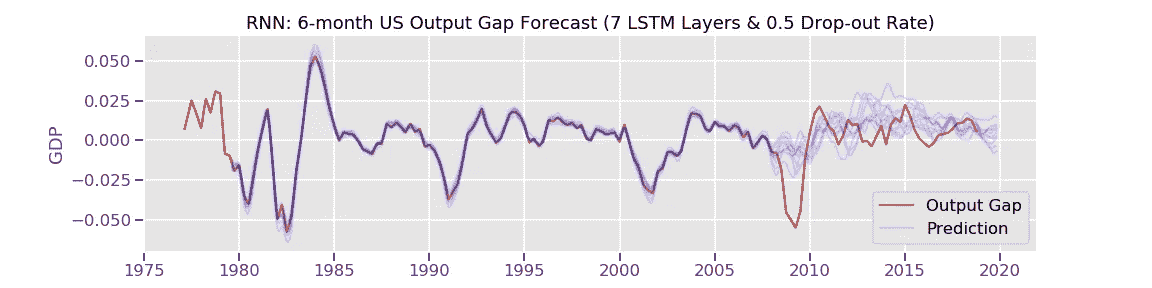 RNN: 6-month US Output Gap Forecast (7 LSTM Layers & 0.5 Drop-out Rate)
GDP
0.050
0.025
0.000
−0.025
−0.050
Output Gap
Prediction
1975 1980 1985 1990 1995 2000 2005 2010 2015 2020